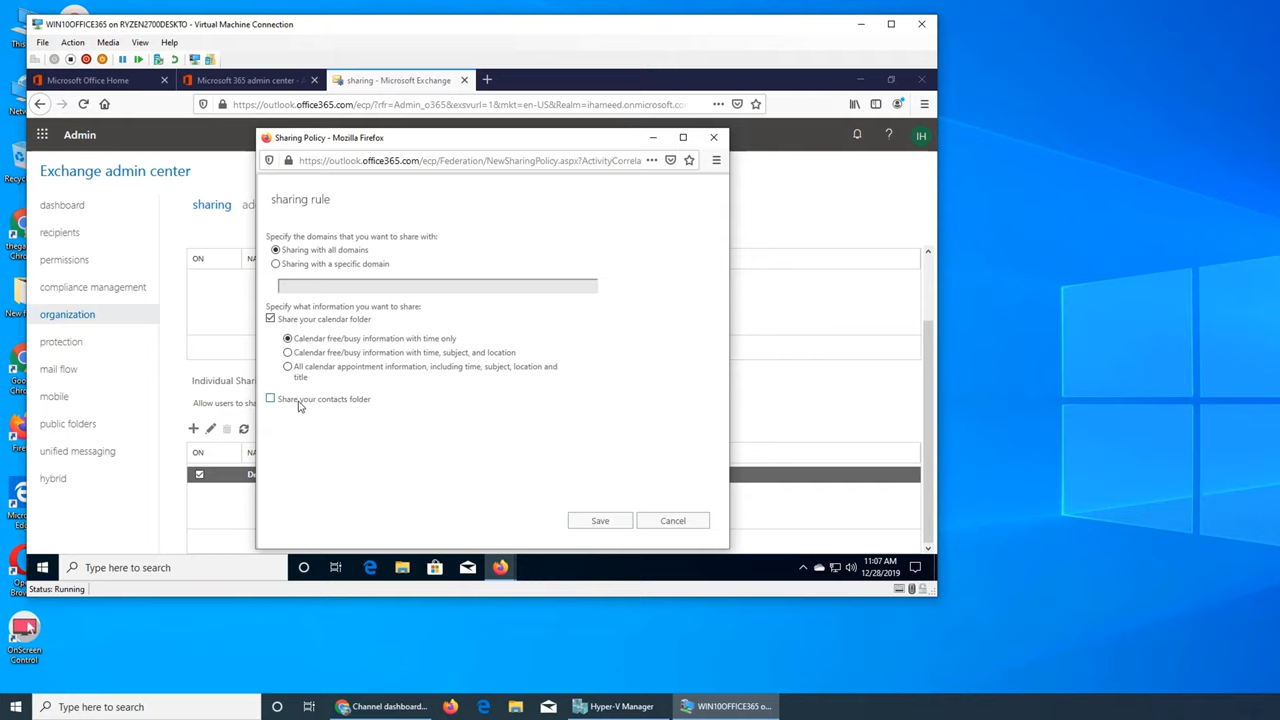 WIN10OFFICE365 on RYZEN2700DESKTO - Virtual Machine Connection
File Action Media View Help
Microsoft Office Home
Microsoft 365 admin center - A
sharing - Microsoft Exchange
https://outlook.office365.com/ecp/?rfr=Admin_o365&exsvurl=1&mkt=en-US&Realm=ihameed.onmicrosoft.co
Admin
IH
Exchange admin center
dashboard
recipients
permissions
compliance management
organization
protection
mail flow
mobile
public folders
unified messaging
hybrid
sharing
ON
Individual Shari
Allow users to sha
ON
Sharing Policy - Mozilla Firefox
https://outlook.office365.com/ecp/Federation/NewSharingPolicy.aspx?ActivityCorrela
sharing rule
Specify the domains that you want to share with:
Sharing with all domains
Sharing with a specific domain
Specify what information you want to share:
Share your calendar folder
Calendar free/busy information with time only
Calendar free/busy information with time, subject, and location
All calendar appointment information, including time, subject, location and
title
Share your contacts folder
Save Cancel
Type here to search
11:07 AM
12/28/2019
Status: Running
OnScreen
Control
Type here to search
Channel dashboard...
Hyper-V Manager
WIN10OFFICE365 o...